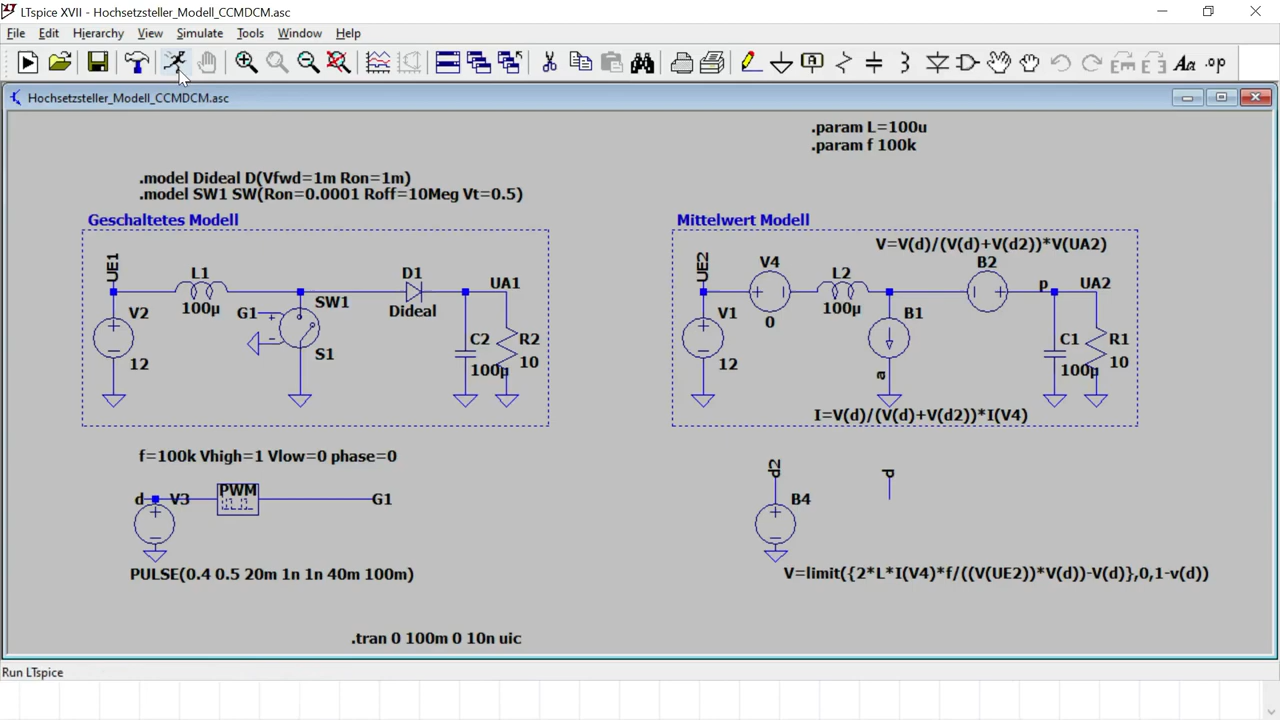 LTspice XVII - Hochsetzsteller_Modell_CCMDCM.asc
File Edit Hierarchy View Simulate Tools Window Help
Aa .op
Hochsetzsteller_Modell_CCMDCM.asc
.param L=100u
.param f 100k
.model Dideal D(Vfwd=1m Ron=1m)
.model SW1 SW(Ron=0.0001 Roff=10Meg Vt=0.5)
Geschaltetes Modell
UE1
L1
100µ
V2
12
G1
SW1
S1
D1
Dideal
UA1
C2
100µ
R2
10
Mittelwert Modell
V=V(d)/(V(d)+V(d2))*V(UA2)
UE2
V4
0
L2
100µ
B2
p
UA2
V1
12
B1
a
C1
100µ
R1
10
I=V(d)/(V(d)+V(d2))*I(V4)
f=100k Vhigh=1 Vlow=0 phase=0
d
V3
PWM
G1
PULSE(0.4 0.5 20m 1n 1n 40m 100m)
d2
d
B4
V=limit({2*L*I(V4)*f/((V(UE2))*V(d))-V(d)},0,1-v(d))
.tran 0 100m 0 10n uic
Run LTspice